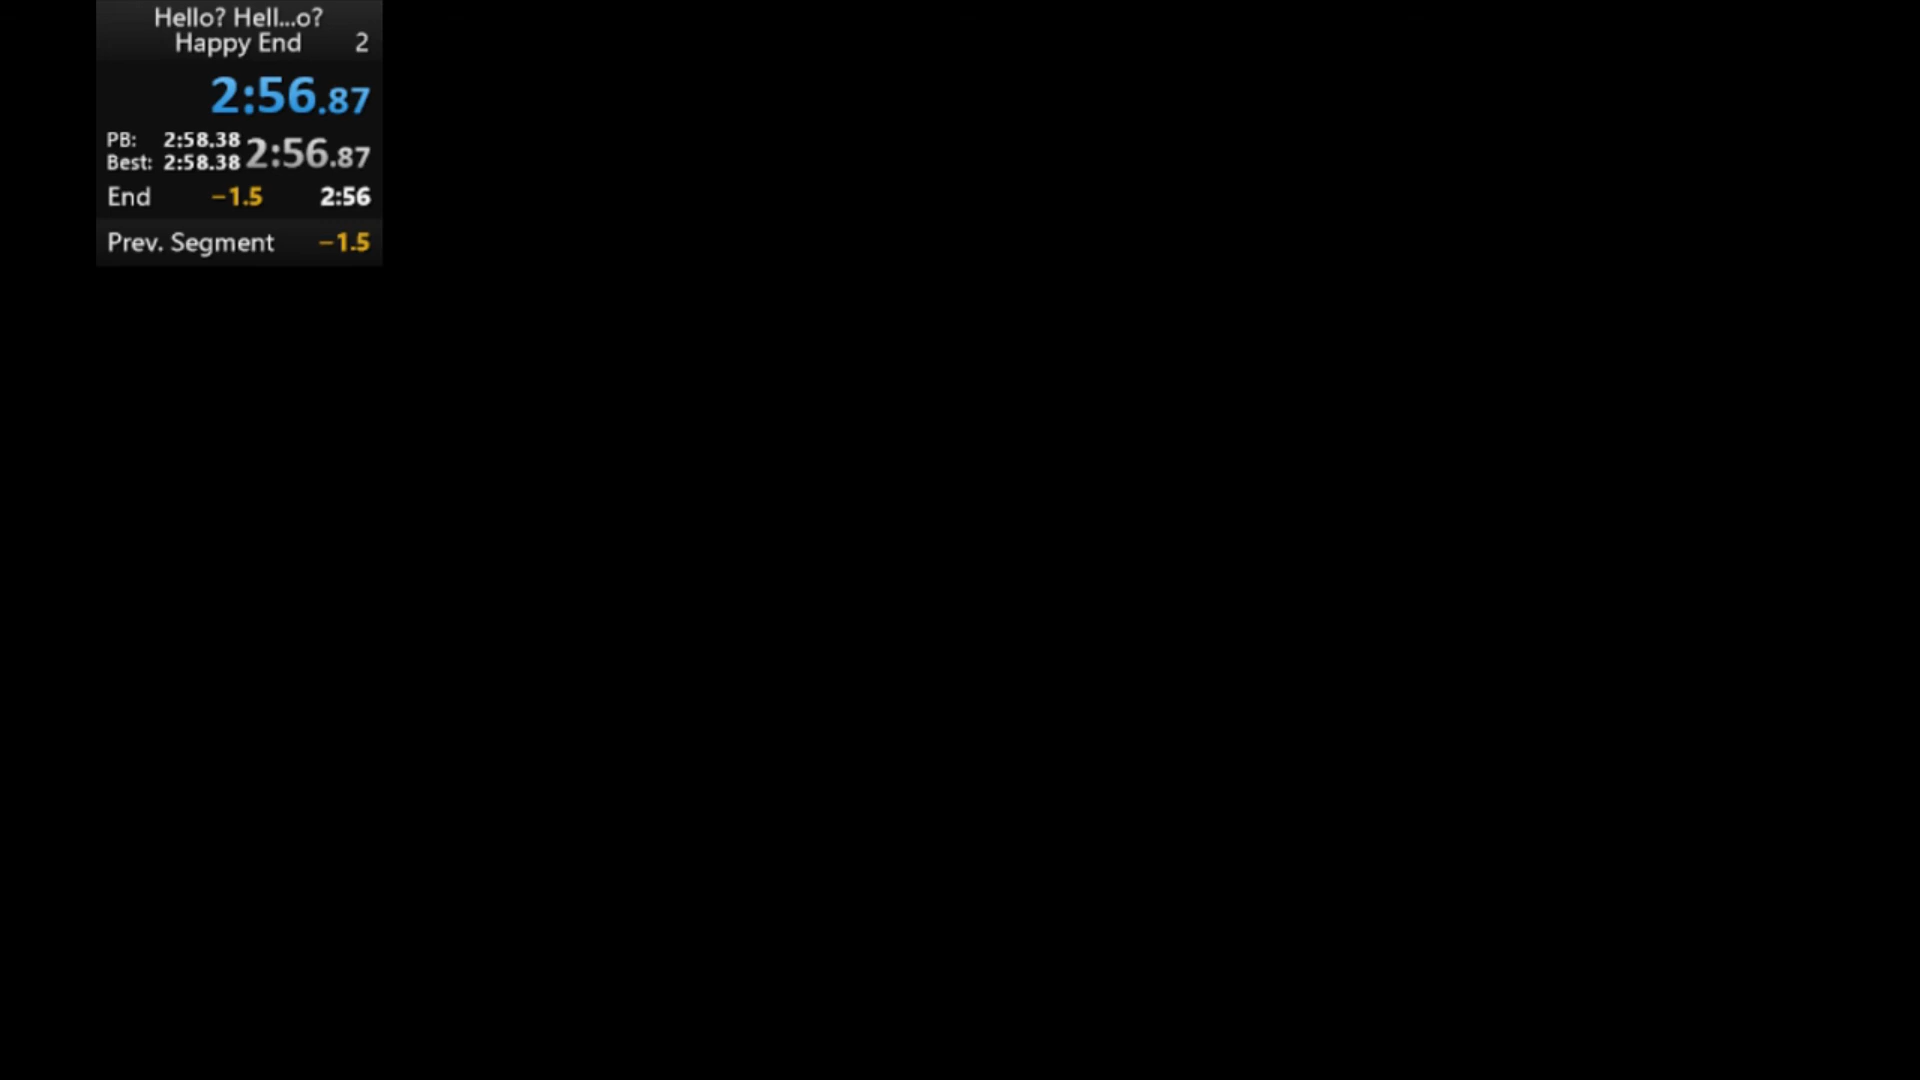 Hello? Hell...o?
Happy End 2
2:56.87
PB: 2:58.38
Best: 2:58.38
2:56.87
End −1.5 2:56
Prev. Segment −1.5